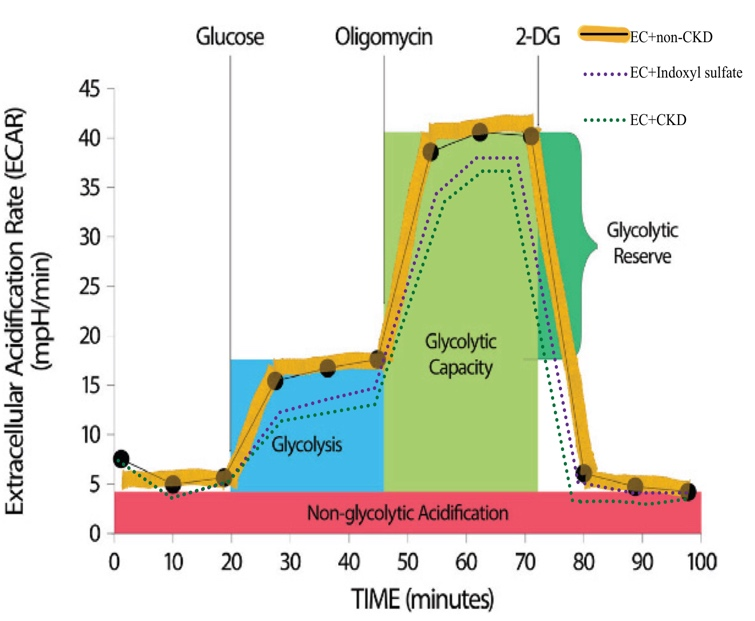 Glucose
Oligomycin
2-DG
EC+non-CKD
EC+Indoxyl sulfate
EC+CKD
Extracellular Acidification Rate (ECAR)
(mpH/min)
45
40
35
30
25
20
15
10
5
0
Glycolytic
Reserve
Glycolytic
Capacity
Glycolysis
Non-glycolytic Acidification
0 10 20 30 40 50 60 70 80 90 100
TIME (minutes)